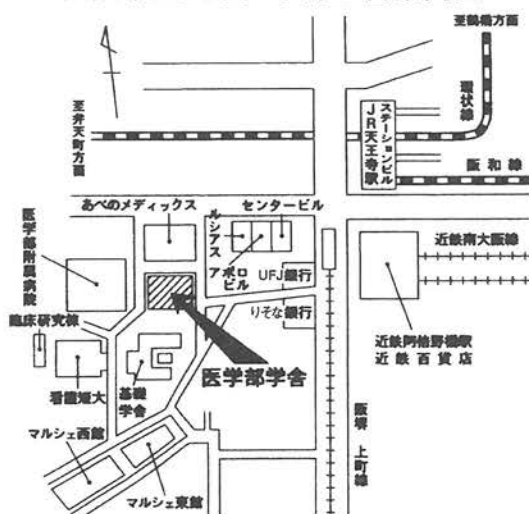 至鶴橋方面
環状線
至弁天町方面
ステーションビル
JR天王寺駅
阪和線
あべのメディックス
センタービル
ルシアス
アポロビル
医学部附属病院
近鉄南大阪線
UFJ銀行
りそな銀行
臨床研究棟
近鉄阿倍野橋駅
近鉄百貨店
医学部学舎
看護短大
基礎学舎
阪堺上町線
マルシェ西館
マルシェ東館